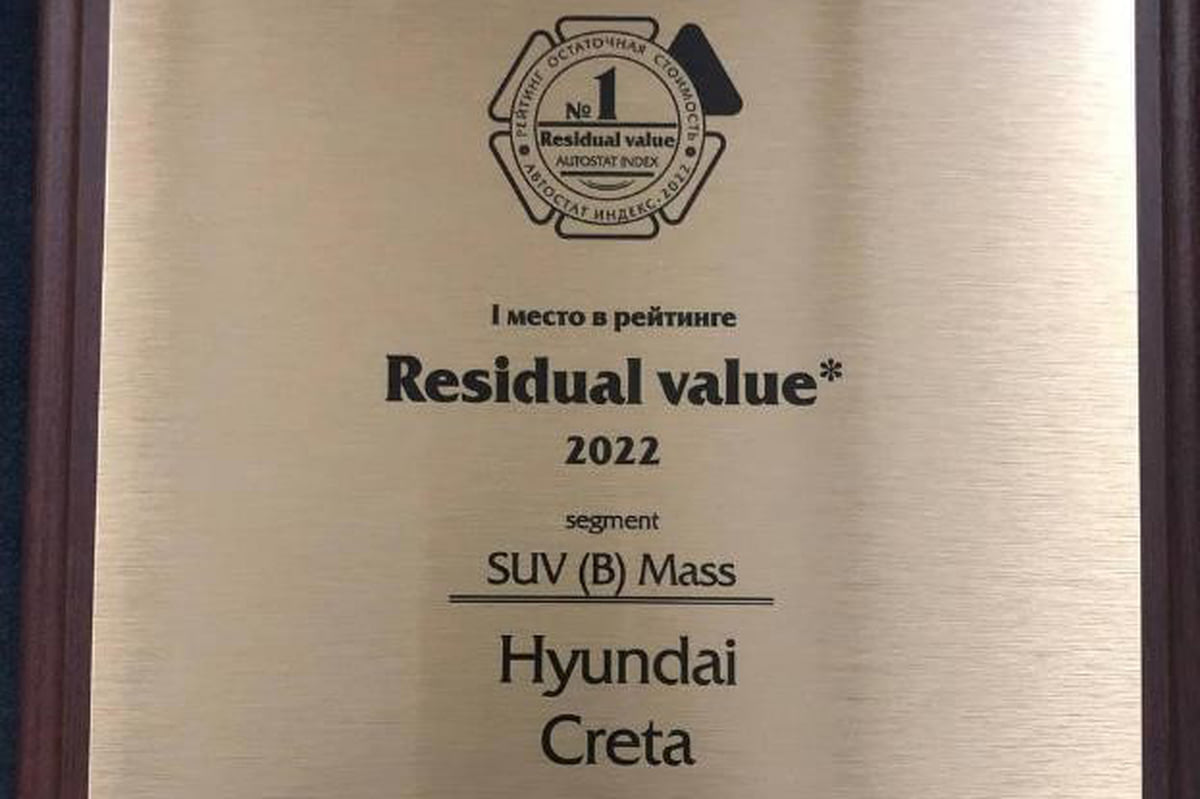 РЕЙТИНГ ОСТАТОЧНАЯ СТОИМОСТЬ
№1
Residual value
AUTOSTAT INDEX
• АВТОСТАТ ИНДЕКС-2022 •
I место в рейтинге
Residual value*
2022
segment
SUV (B) Mass
Hyundai
Creta